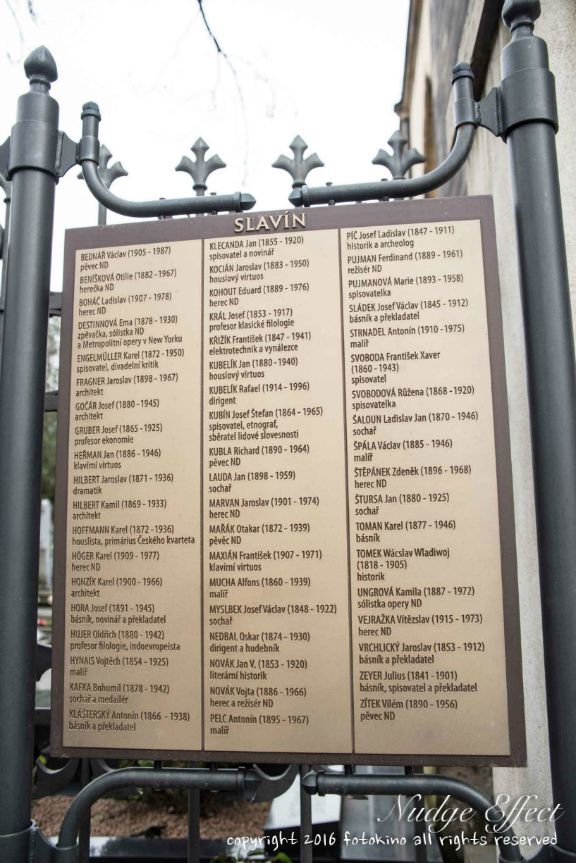 SLAVÍN
BEDNÁŘ Václav (1905 - 1987)
pěvec ND
BENÍŠKOVÁ Otilie (1882 -1967)
herečka ND
BOHÁČ Ladislav (1907 - 1978)
herec ND
DESTINNOVÁ Ema (1878 - 1930)
zpěvačka, sólistka ND
a Metropolitní opery v New Yorku
ENGELMÜLLER Karel (1872 -1950)
spisovatel, divadelní kritik
FRAGNER Jaroslav (1898 - 1967)
architekt
GOČÁR Josef (1880 -1945)
architekt
GRUBER Josef (1865 -1925)
profesor ekonomie
HEŘMAN Jan (1886 - 1946)
klavírní virtuos
HILBERT Jaroslav (1871 - 1936)
dramatik
HILBERT Kamil (1869 - 1933)
architekt
HOFFMANN Karel (1872 - 1936)
houslista, primárius Českého kvarteta
HÖGER Karel (1909 - 1977)
herec ND
HONZÍK Karel (1900 - 1966)
architekt
HORA Josef (1891 - 1945)
básník, novinář a překladatel
HUJER Oldřich (1880 - 1942)
profesor filologie, indoevropeista
HYNAIS Vojtěch (1854 - 1925)
malíř
KAFKA Bohumil (1878 - 1942)
sochař a medailér
KLÁŠTERSKÝ Antonín (1866 - 1938)
básník a překladatel
KLECANDA Jan (1855 - 1920)
spisovatel a novinář
KOCIÁN Jaroslav (1883 - 1950)
houslový virtuos
KOHOUT Eduard (1889 - 1976)
herec ND
KRÁL Josef (1853 - 1917)
profesor klasické filologie
KŘIŽÍK František (1847 - 1941)
elektrotechnik a vynálezce
KUBELÍK Jan (1880 -1940)
houslový virtuos
KUBELÍK Rafael (1914 - 1996)
dirigent
KUBÍN Josef Štefan (1864 - 1965)
spisovatel, etnograf,
sběratel lidové slovesnosti
KUBLA Richard (1890 - 1964)
pěvec ND
LAUDA Jan (1898 - 1959)
sochař
MARVAN Jaroslav (1901 - 1974)
herec ND
MAŘÁK Otakar (1872 - 1939)
pěvěc ND
MAXIÁN František (1907 - 1971)
klavírní virtuos
MUCHA Alfons (1860 - 1939)
malíř
MYSLBEK Josef Václav (1848 - 1922)
sochař
NEDBAL Oskar (1874 - 1930)
dirigent a hudebník
NOVÁK Jan V. (1853 - 1920)
literární historik
NOVÁK Vojta (1886 - 1966)
herec a režisér ND
PELC Antonín (1895 - 1967)
malíř
PÍČ Josef Ladislav (1847 - 1911)
historik a archeolog
PUJMAN Ferdinand (1889 - 1961)
režisér ND
PUJMANOVÁ Marie (1893 - 1958)
spisovatelka
SLÁDEK Josef Václav (1845 - 1912)
básník a překladatel
STRNADEL Antonín (1910 -1975)
malíř
SVOBODA František Xaver
(1860 -1943)
spisovatel
SVOBODOVÁ Růžena (1868 -1920)
spisovatelka
ŠALOUN Ladislav Jan (1870 -1946)
sochař
ŠPÁLA Václav (1885 - 1946)
malíř
ŠTĚPÁNEK Zdeněk (1896 - 1968)
herec ND
ŠTURSA Jan (1880 - 1925)
sochař
TOMAN Karel (1877 - 1946)
básník
TOMEK Wácslav Wladiwoj
(1818 - 1905)
historik
UNGROVÁ Kamila (1887 - 1972)
sólistka opery ND
VEJRAŽKA Vítězslav (1915 - 1973)
herec ND
VRCHLICKÝ Jaroslav (1853 - 1912)
básník a překladatel
ZEYER Julius (1841 - 1901)
básník, spisovatel a překladatel
ZÍTEK Vilém (1890 - 1956)
pěvec ND
Nudge Effect
Nudge Effect
copyright 2016 fotokino all rights reserved